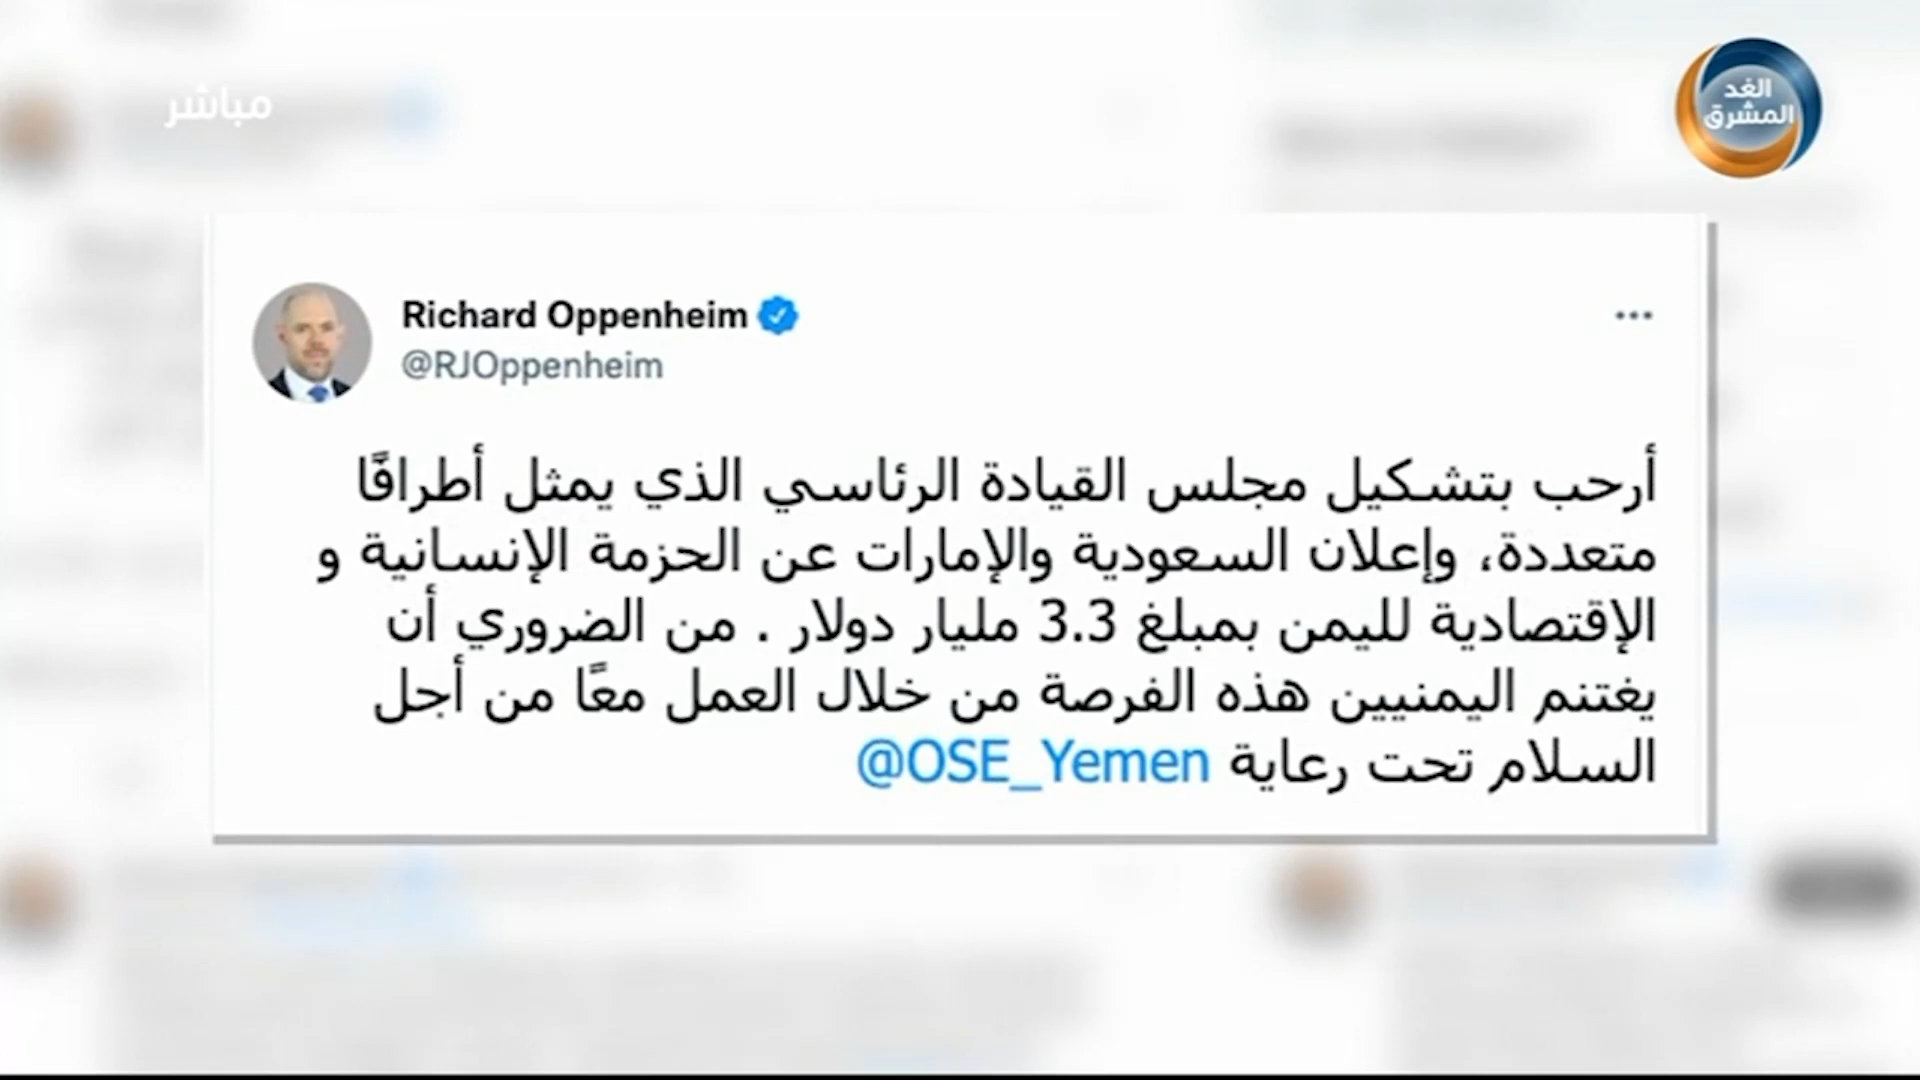 مباشر
الغد
المشرق
Richard Oppenheim
@RJOppenheim
أرحب بتشكيل مجلس القيادة الرئاسي الذي يمثل أطرافًا
متعددة، وإعلان السعودية والإمارات عن الحزمة الإنسانية و
الإقتصادية لليمن بمبلغ 3.3 مليار دولار . من الضروري أن
يغتنم اليمنيين هذه الفرصة من خلال العمل معًا من أجل
السلام تحت رعاية @OSE_Yemen